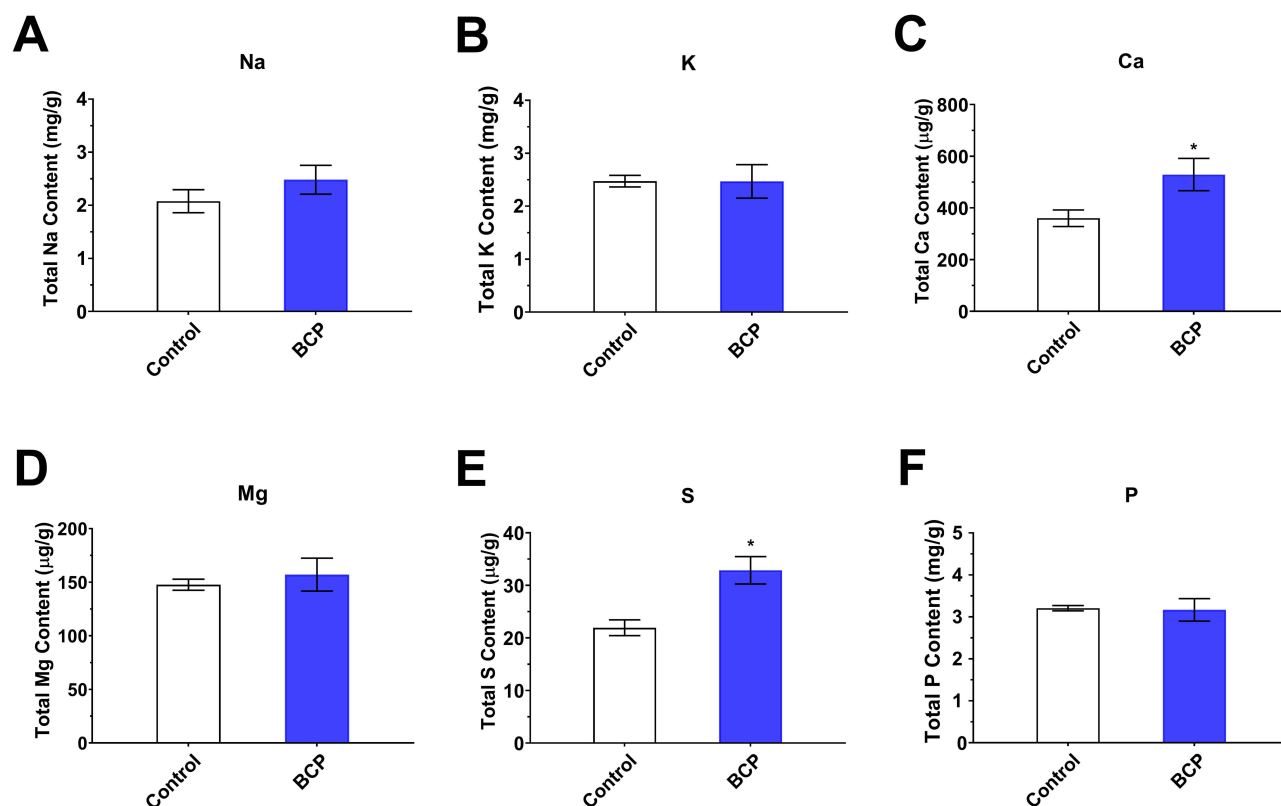 A
Na
Total Na Content (mg/g)
4
3
2
1
0
Control
BCP
B
K
Total K Content (mg/g)
4
3
2
1
0
Control
BCP
C
Ca
Total Ca Content (µg/g)
800
600
400
200
0
*
Control
BCP
D
Mg
Total Mg Content (µg/g)
200
150
100
50
0
Control
BCP
E
S
Total S Content (µg/g)
40
30
20
10
0
*
Control
BCP
F
P
Total P Content (mg/g)
5
4
3
2
1
0
Control
BCP